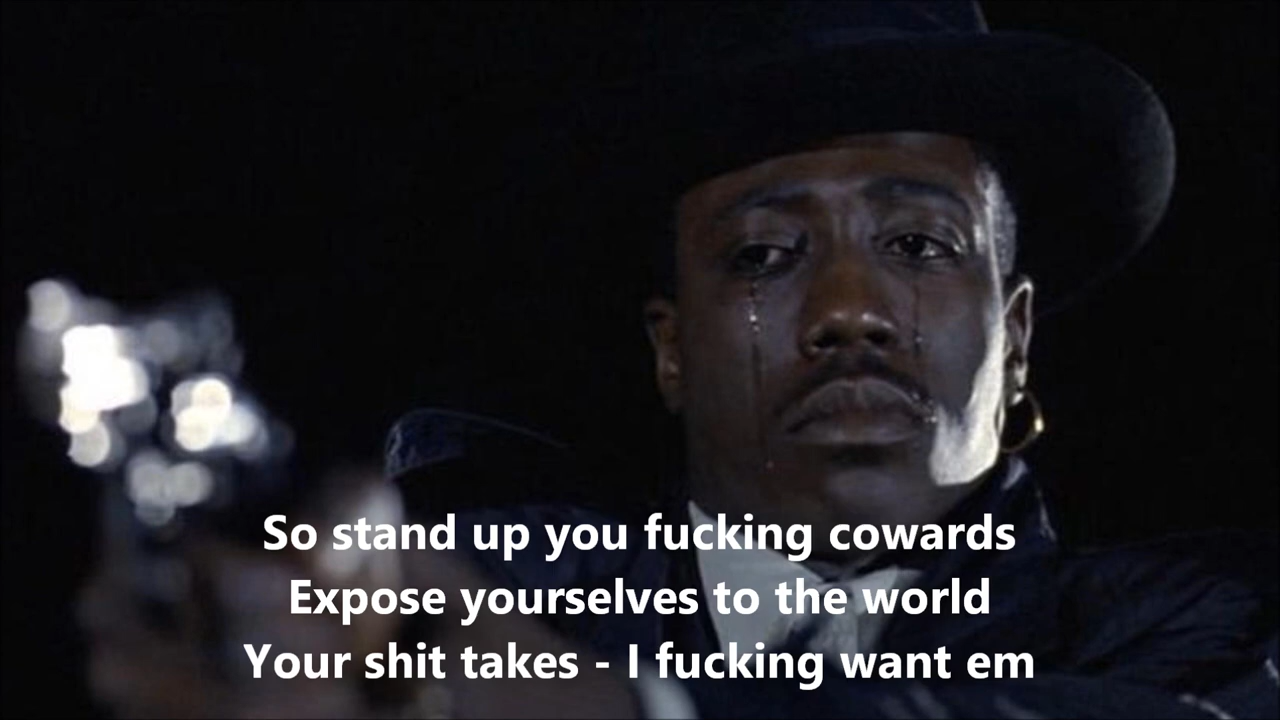 So stand up you fucking cowards
Expose yourselves to the world
Your shit takes - I fucking want em